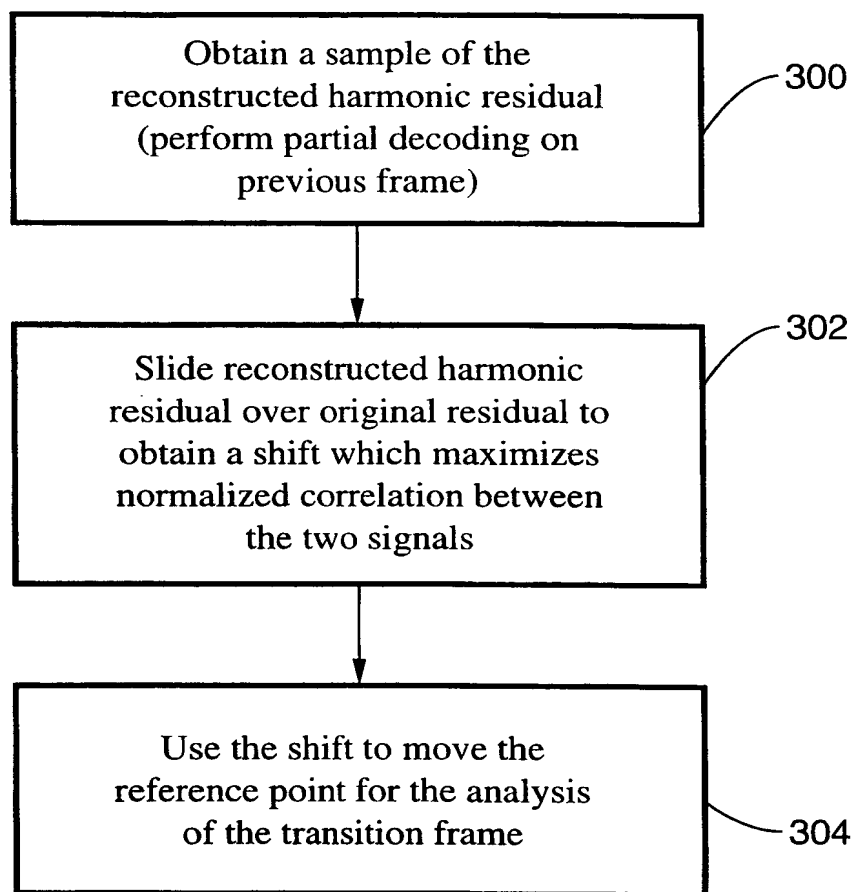 Obtain a sample of the
reconstructed harmonic residual
(perform partial decoding on
previous frame)
300
Slide reconstructed harmonic
residual over original residual to
obtain a shift which maximizes
normalized correlation between
the two signals
302
Use the shift to move the
reference point for the analysis
of the transition frame
304